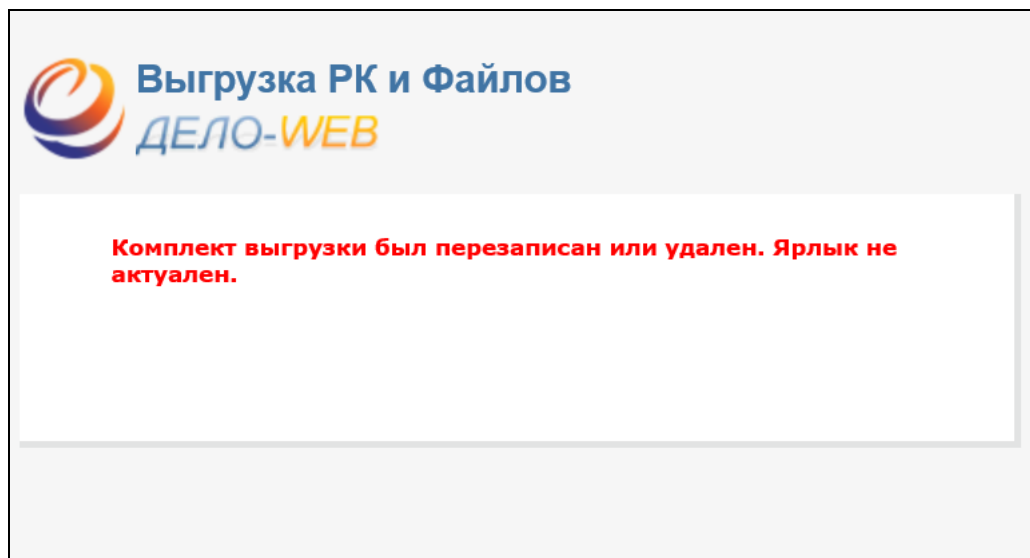 Выгрузка РК и Файлов
ДЕЛО-WEB
Комплект выгрузки был перезаписан или удален. Ярлык не
актуален.